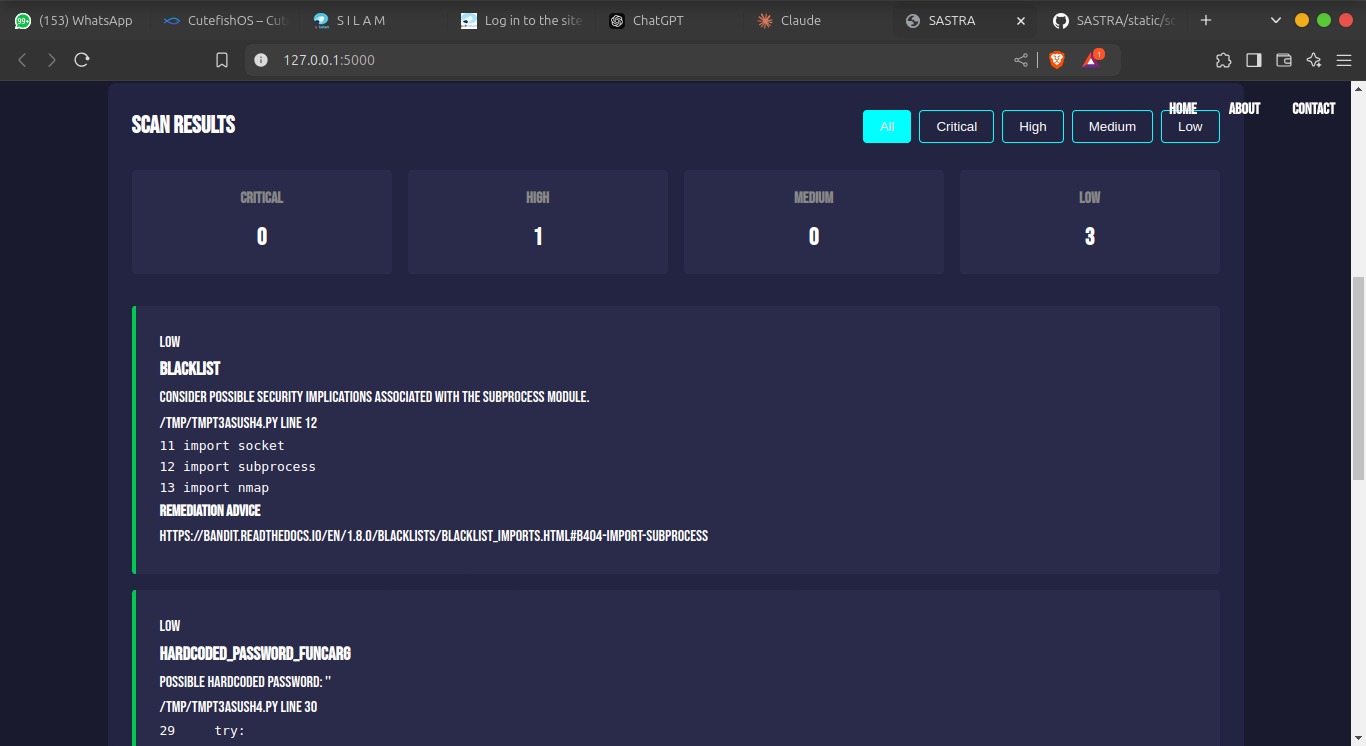 (153) WhatsApp
CutefishOS – Cut
S I L A M
Log in to the site
ChatGPT
Claude
SASTRA
SASTRA/static/sc
127.0.0.1:5000
HOME ABOUT CONTACT
SCAN RESULTS
All Critical High Medium Low
CRITICAL HIGH MEDIUM LOW
0 1 0 3
LOW
BLACKLIST
CONSIDER POSSIBLE SECURITY IMPLICATIONS ASSOCIATED WITH THE SUBPROCESS MODULE.
/TMP/TMPT3ASUSH4.PY LINE 12
11 import socket
12 import subprocess
13 import nmap
REMEDIATION ADVICE
HTTPS://BANDIT.READTHEDOCS.IO/EN/1.8.0/BLACKLISTS/BLACKLIST_IMPORTS.HTML#B404-IMPORT-SUBPROCESS
LOW
HARDCODED_PASSWORD_FUNCARG
POSSIBLE HARDCODED PASSWORD: ''
/TMP/TMPT3ASUSH4.PY LINE 30
29 try: